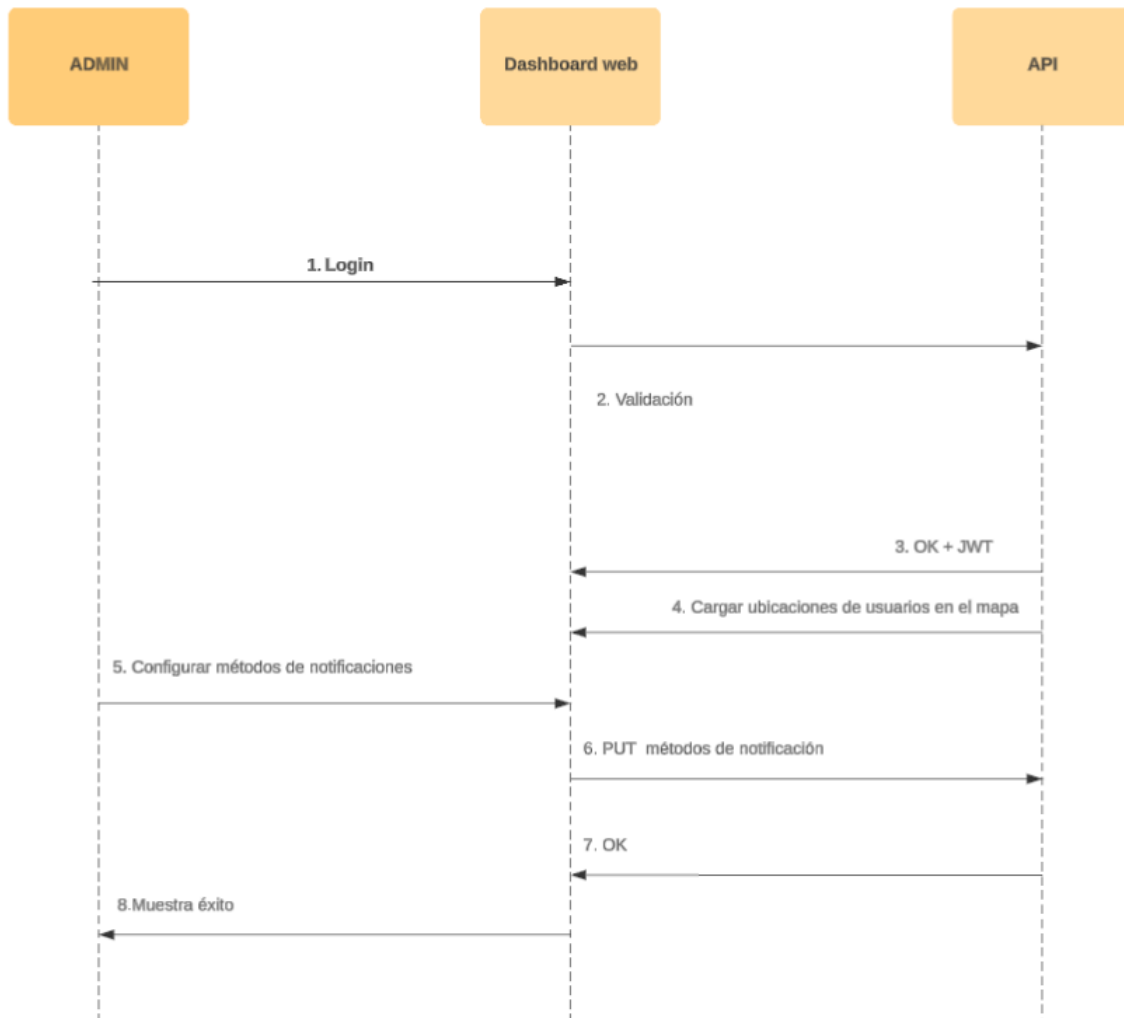 ADMIN
Dashboard web
API
1. Login
2. Validación
3. OK + JWT
4. Cargar ubicaciones de usuarios en el mapa
5. Configurar métodos de notificaciones
6. PUT métodos de notificación
7. OK
8.Muestra éxito